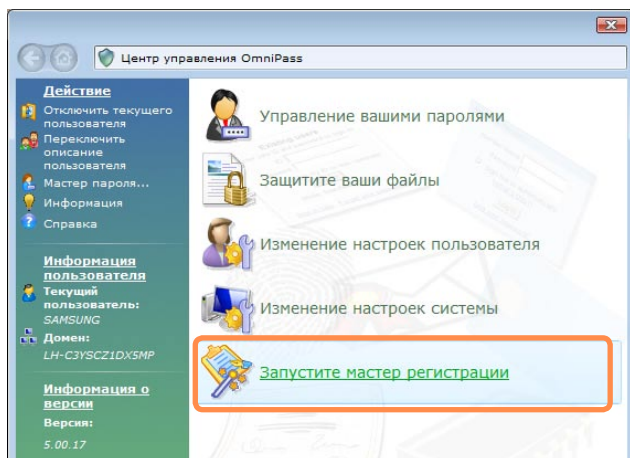 Центр управления OmniPass
Действие
Отключить текущего
пользователя
Переключить
описание
пользователя
Мастер пароля...
Информация
Справка
Информация
пользователя
Текущий
пользователь:
SAMSUNG
Домен:
LH-C3YSCZ1DX5MP
Информация о
версии
Версия:
5.00.17
Управление вашими паролями
Защитите ваши файлы
Изменение настроек пользователя
Изменение настроек системы
Запустите мастер регистрации